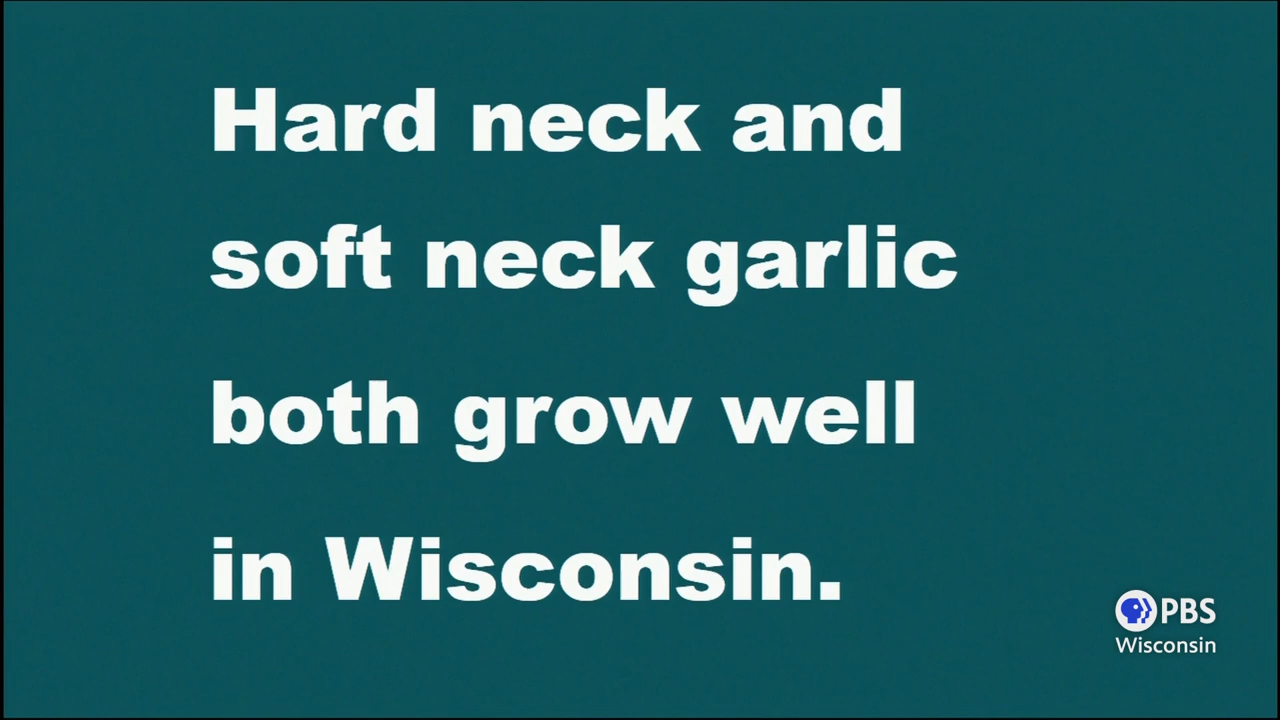 Hard neck and
soft neck garlic
both grow well
in Wisconsin.
PBS
Wisconsin